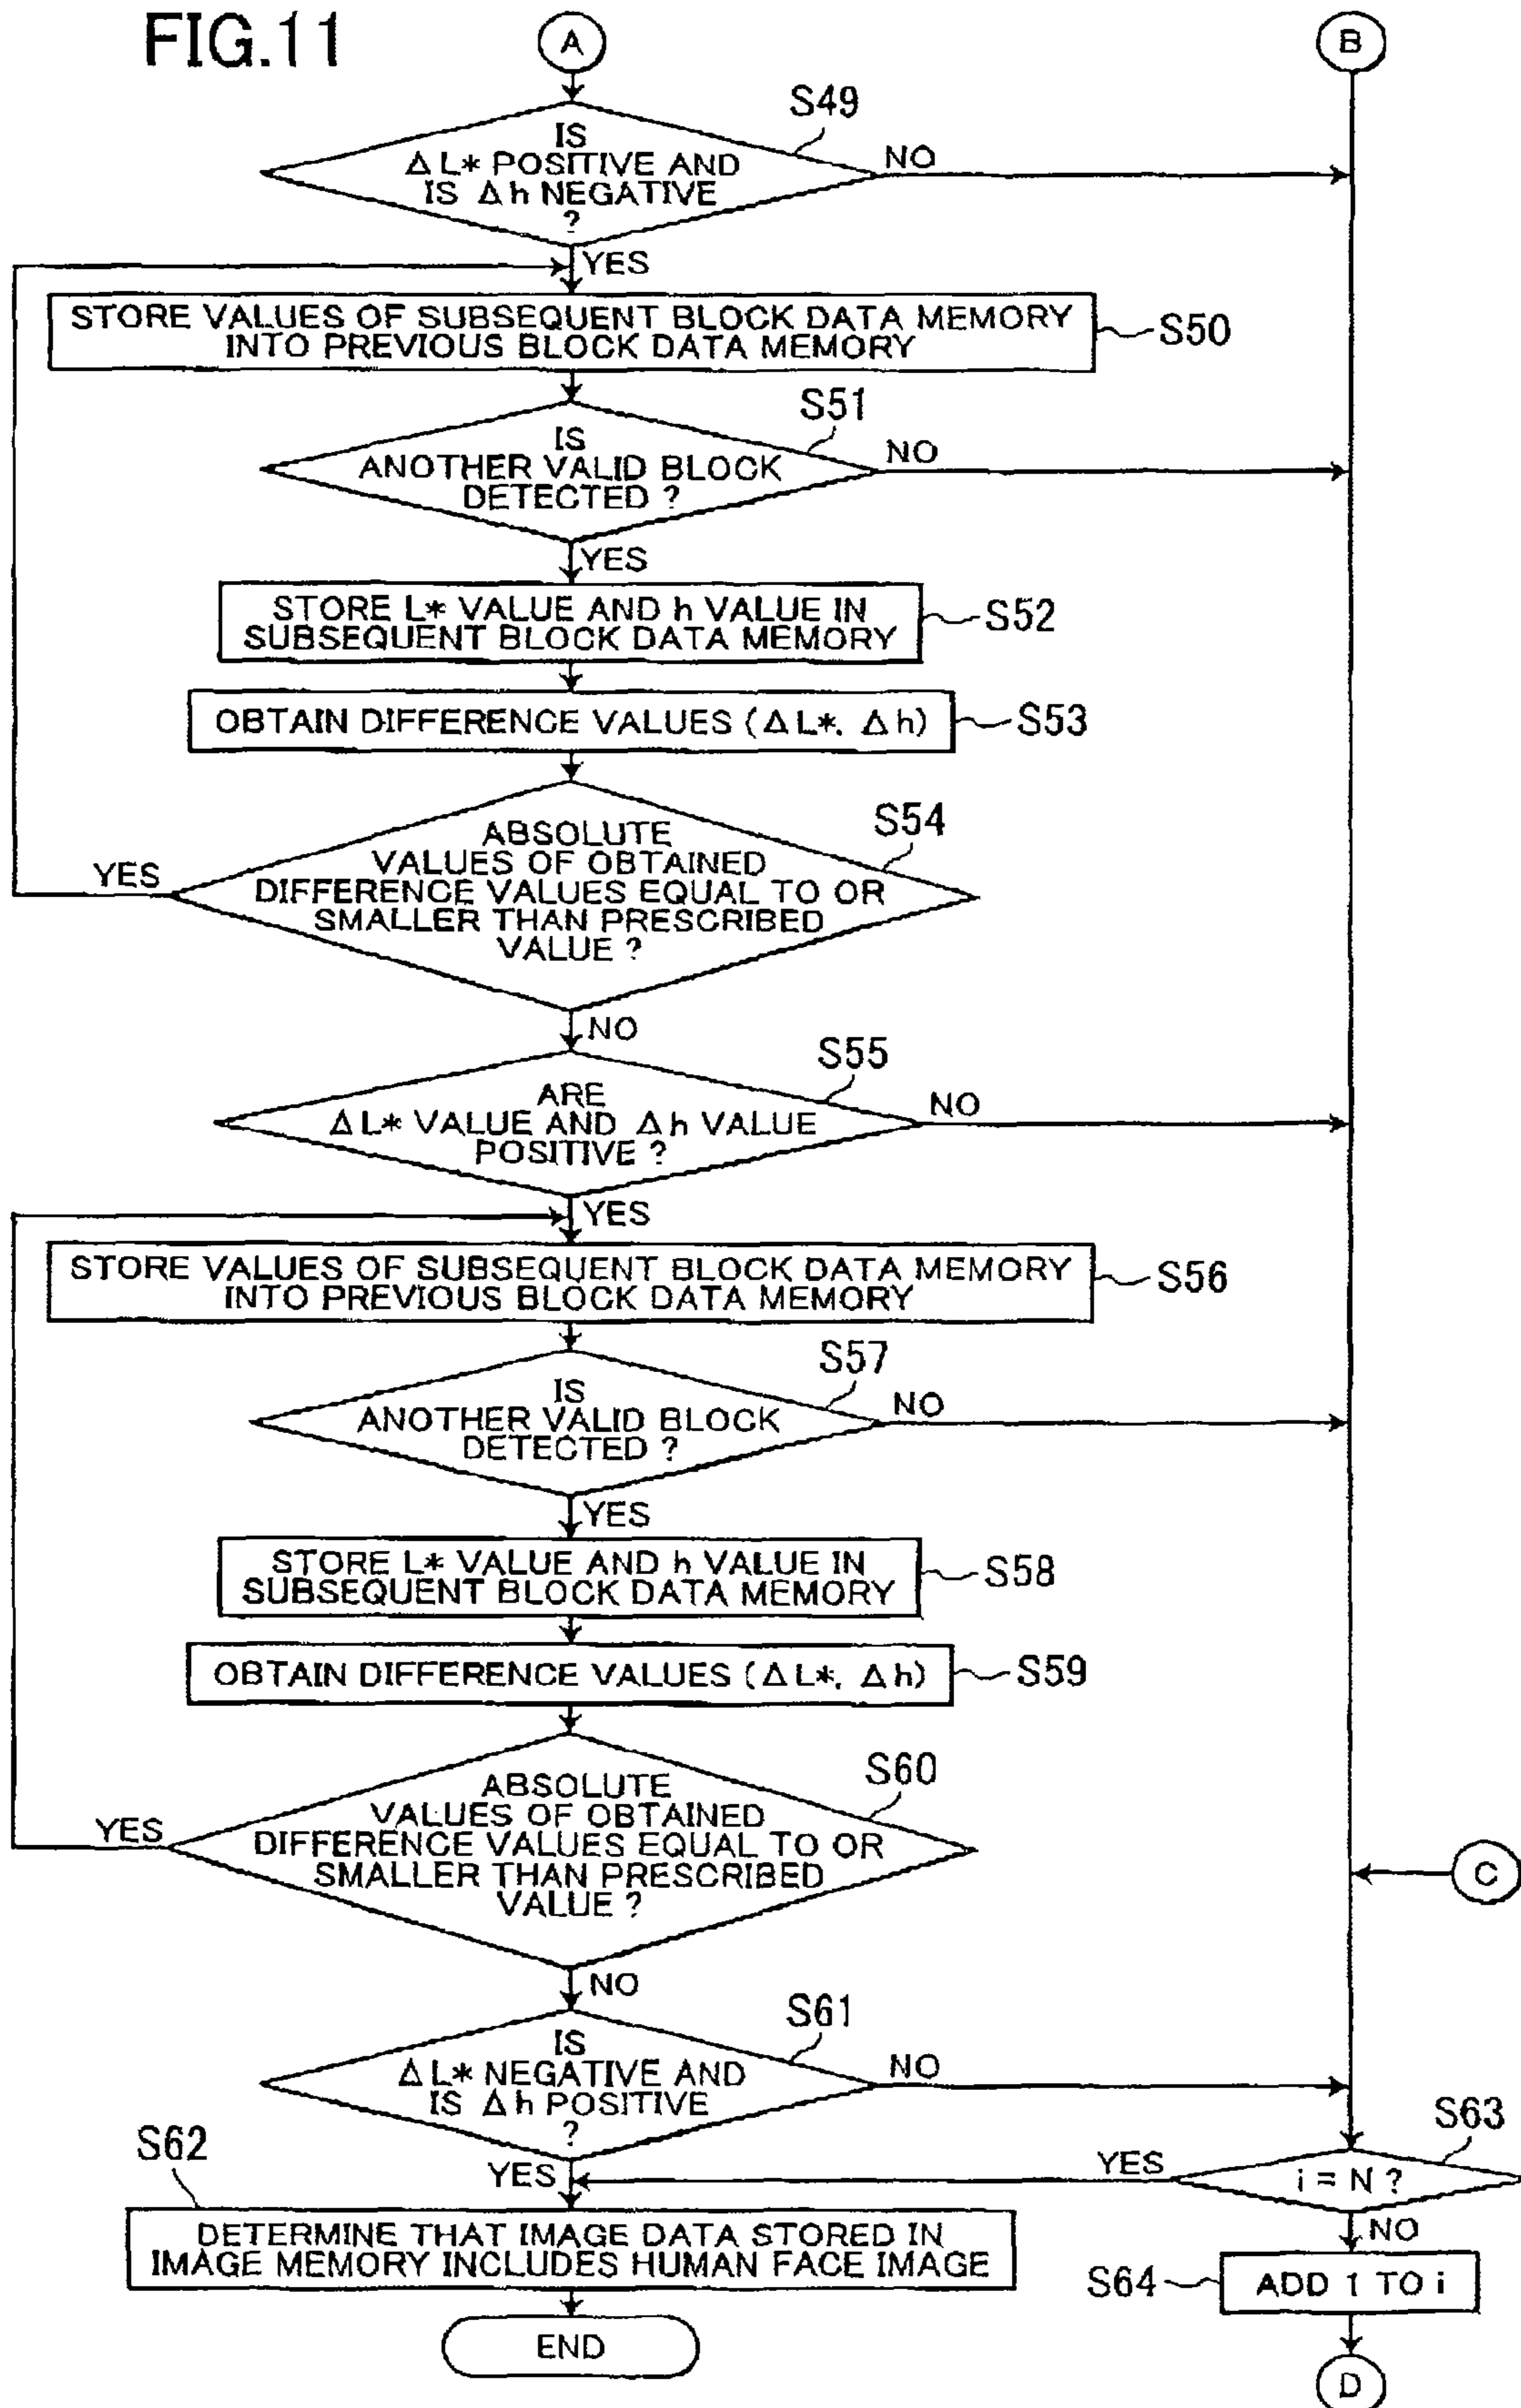 FIG.11
A
B
S49
IS
ΔL* POSITIVE AND
IS Δh NEGATIVE
?
NO
YES
STORE VALUES OF SUBSEQUENT BLOCK DATA MEMORY
INTO PREVIOUS BLOCK DATA MEMORY
S50
S51
IS
ANOTHER VALID BLOCK
DETECTED ?
NO
YES
STORE L* VALUE AND h VALUE IN
SUBSEQUENT BLOCK DATA MEMORY
S52
OBTAIN DIFFERENCE VALUES (ΔL*, Δh)
S53
S54
ABSOLUTE
VALUES OF OBTAINED
DIFFERENCE VALUES EQUAL TO OR
SMALLER THAN PRESCRIBED
VALUE ?
YES
NO
S55
ARE
ΔL* VALUE AND Δh VALUE
POSITIVE ?
NO
YES
STORE VALUES OF SUBSEQUENT BLOCK DATA MEMORY
INTO PREVIOUS BLOCK DATA MEMORY
S56
S57
IS
ANOTHER VALID BLOCK
DETECTED ?
NO
YES
STORE L* VALUE AND h VALUE IN
SUBSEQUENT BLOCK DATA MEMORY
S58
OBTAIN DIFFERENCE VALUES (ΔL*, Δh)
S59
S60
ABSOLUTE
VALUES OF OBTAINED
DIFFERENCE VALUES EQUAL TO OR
SMALLER THAN PRESCRIBED
VALUE ?
YES
C
NO
S61
IS
ΔL* NEGATIVE AND
IS Δh POSITIVE
?
NO
S63
S62
YES
YES
i = N ?
NO
DETERMINE THAT IMAGE DATA STORED IN
IMAGE MEMORY INCLUDES HUMAN FACE IMAGE
S64
ADD 1 TO i
END
D